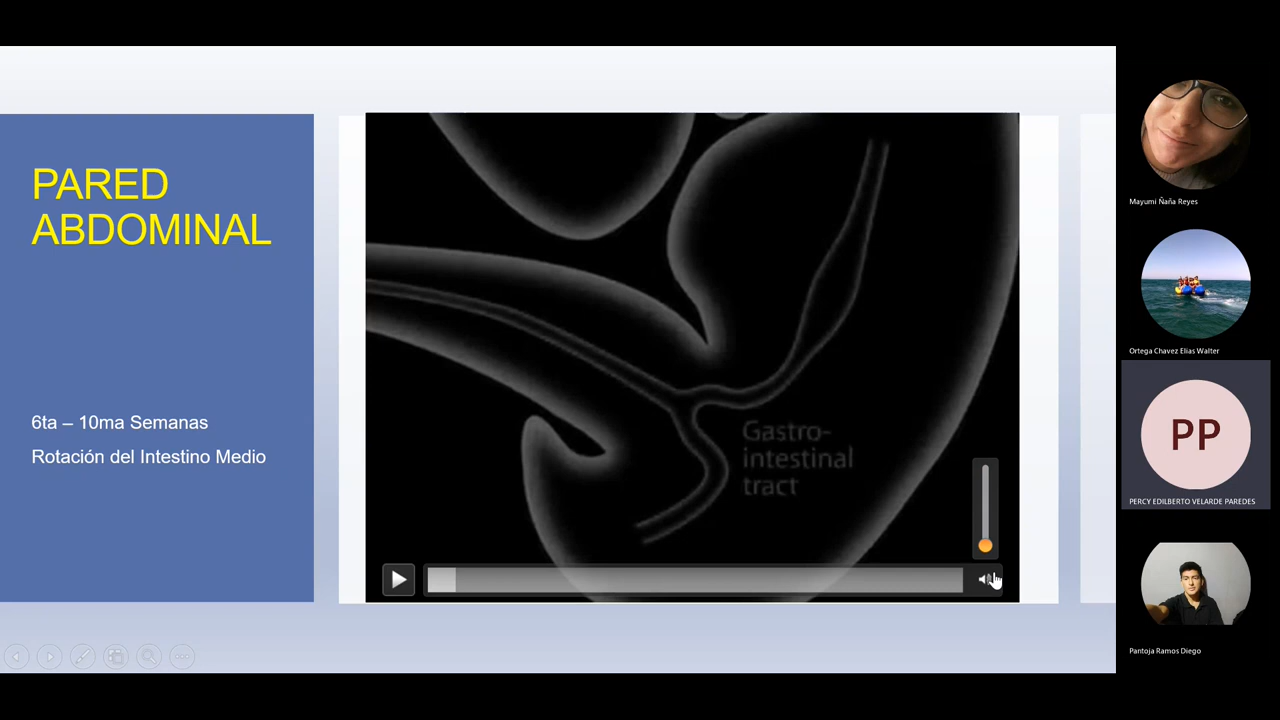 PARED
ABDOMINAL
6ta – 10ma Semanas
Rotación del Intestino Medio
Gastro-
intestinal
tract
Mayumi Ñaña Reyes
Ortega Chavez Elias Walter
PP
PERCY EDILBERTO VELARDE PAREDES
Pantoja Ramos Diego